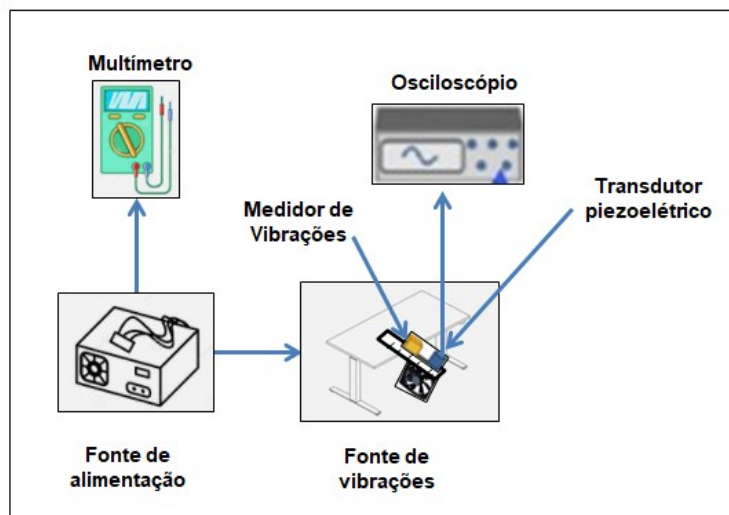 Multímetro
Osciloscópio
Transdutor
piezoelétrico
Medidor de
Vibrações
Fonte de
alimentação
Fonte de
vibrações